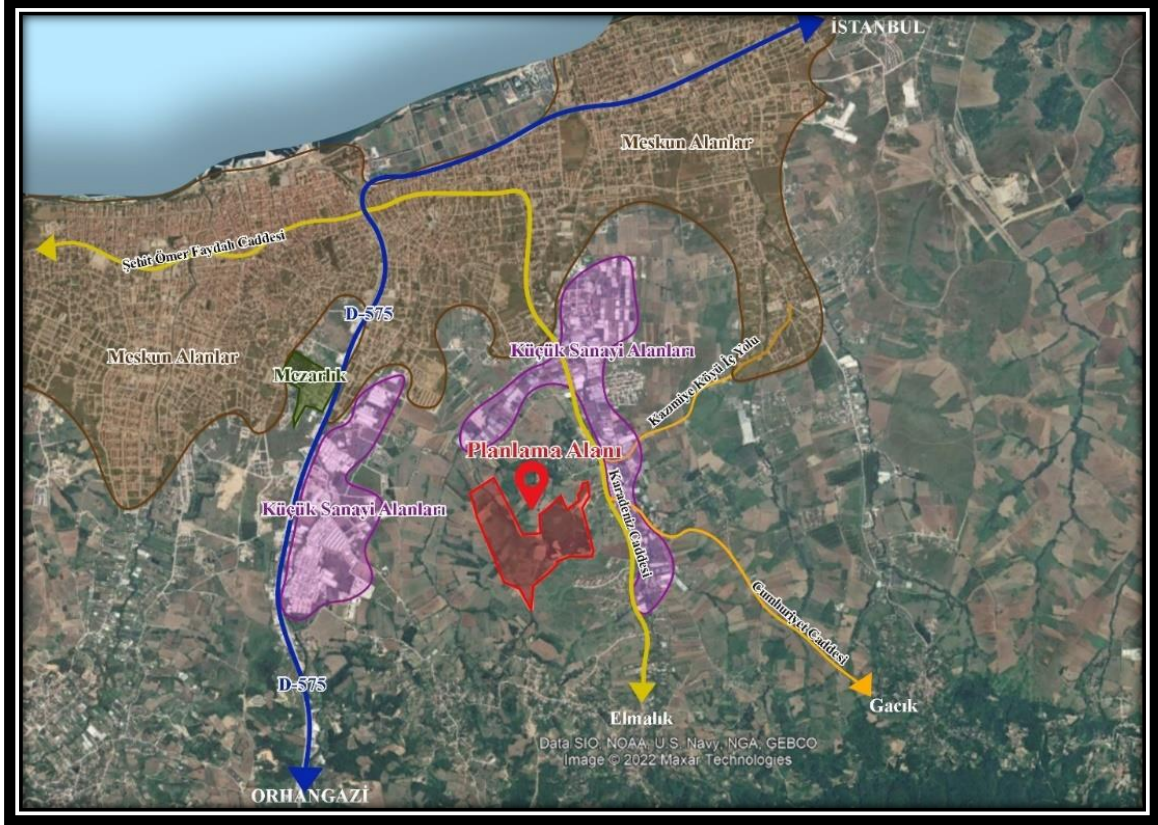 İSTANBUL
Meskun Alanlar
Şehit Ömer Faydalı Caddesi
D-575
Meskun Alanlar
Küçük Sanayi Alanları
Mezarlık
Kazımiye Köyü İç Yolu
Planlama Alanı
Küçük Sanayi Alanları
Karadeniz Caddesi
Cumhuriyet Caddesi
D-575
Gacık
Elmalık
Data SIO, NOAA, U.S. Navy, NGA, GEBCO
Image © 2022 Maxar Technologies
ORHANGAZİ